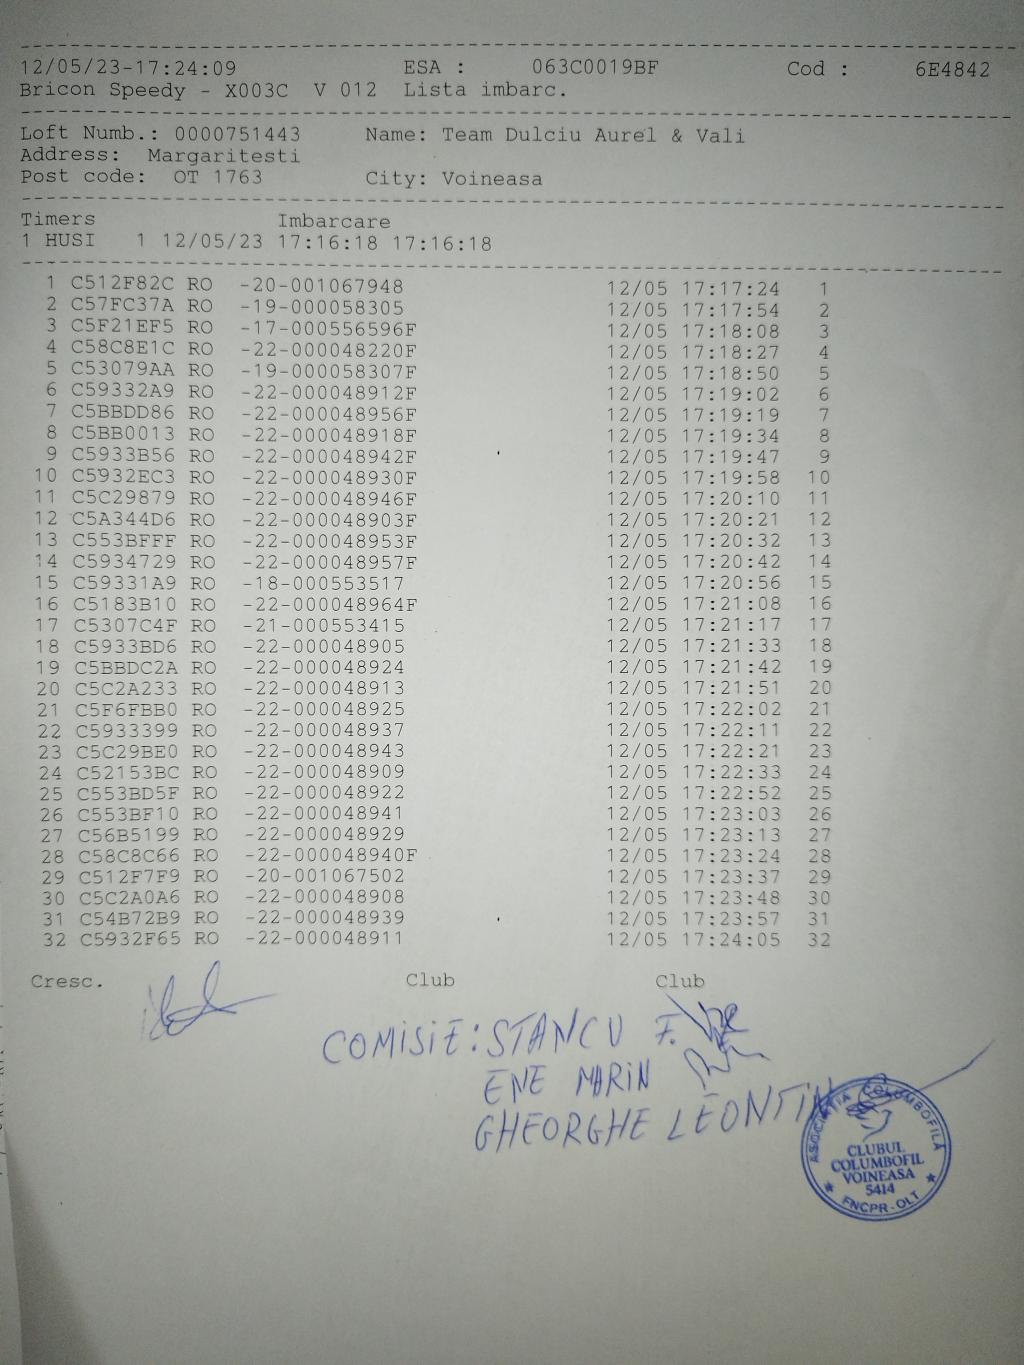 12/05/23-17:24:09 ESA : 063C0019BF Cod : 6E4842
Bricon Speedy - X003C V 012 Lista imbarc.
Loft Numb.: 0000751443 Name: Team Dulciu Aurel & Vali
Address: Margaritesti
Post code: OT 1763 City: Voineasa
Timers Imbarcare
1 HUSI 1 12/05/23 17:16:18 17:16:18
1 C512F82C RO -20-001067948 12/05 17:17:24 1
2 C57FC37A RO -19-000058305 12/05 17:17:54 2
3 C5F21EF5 RO -17-000556596F 12/05 17:18:08 3
4 C58C8E1C RO -22-000048220F 12/05 17:18:27 4
5 C53079AA RO -19-000058307F 12/05 17:18:50 5
6 C59332A9 RO -22-000048912F 12/05 17:19:02 6
7 C5BBDD86 RO -22-000048956F 12/05 17:19:19 7
8 C5BB0013 RO -22-000048918F 12/05 17:19:34 8
9 C5933B56 RO -22-000048942F 12/05 17:19:47 9
10 C5932EC3 RO -22-000048930F 12/05 17:19:58 10
11 C5C29879 RO -22-000048946F 12/05 17:20:10 11
12 C5A344D6 RO -22-000048903F 12/05 17:20:21 12
13 C553BFFF RO -22-000048953F 12/05 17:20:32 13
14 C5934729 RO -22-000048957F 12/05 17:20:42 14
15 C59331A9 RO -18-000553517 12/05 17:20:56 15
16 C5183B10 RO -22-000048964F 12/05 17:21:08 16
17 C5307C4F RO -21-000553415 12/05 17:21:17 17
18 C5933BD6 RO -22-000048905 12/05 17:21:33 18
19 C5BBDC2A RO -22-000048924 12/05 17:21:42 19
20 C5C2A233 RO -22-000048913 12/05 17:21:51 20
21 C5F6FBB0 RO -22-000048925 12/05 17:22:02 21
22 C5933399 RO -22-000048937 12/05 17:22:11 22
23 C5C29BE0 RO -22-000048943 12/05 17:22:21 23
24 C52153BC RO -22-000048909 12/05 17:22:33 24
25 C553BD5F RO -22-000048922 12/05 17:22:52 25
26 C553BF10 RO -22-000048941 12/05 17:23:03 26
27 C56B5199 RO -22-000048929 12/05 17:23:13 27
28 C58C8C66 RO -22-000048940F 12/05 17:23:24 28
29 C512F7F9 RO -20-001067502 12/05 17:23:37 29
30 C5C2A0A6 RO -22-000048908 12/05 17:23:48 30
31 C54B72B9 RO -22-000048939 12/05 17:23:57 31
32 C5932F65 RO -22-000048911 12/05 17:24:05 32
Cresc. Club Club
COMISIE: STANCU F.
ENE MARIN
GHEORGHE LEONTIN
ASOCIATIA COLUMBOFILĂ
CLUBUL
COLUMBOFIL
VOINEASA
5414
FNCPR-OLT